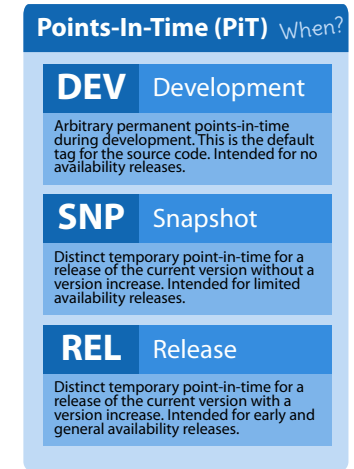 Points-In-Time (PiT) When?
DEV Development
Arbitrary permanent points-in-time
during development. This is the default
tag for the source code. Intended for no
availability releases.
SNP Snapshot
Distinct temporary point-in-time for a
release of the current version without a
version increase. Intended for limited
availability releases.
REL Release
Distinct temporary point-in-time for a
release of the current version with a
version increase. Intended for early and
general availability releases.